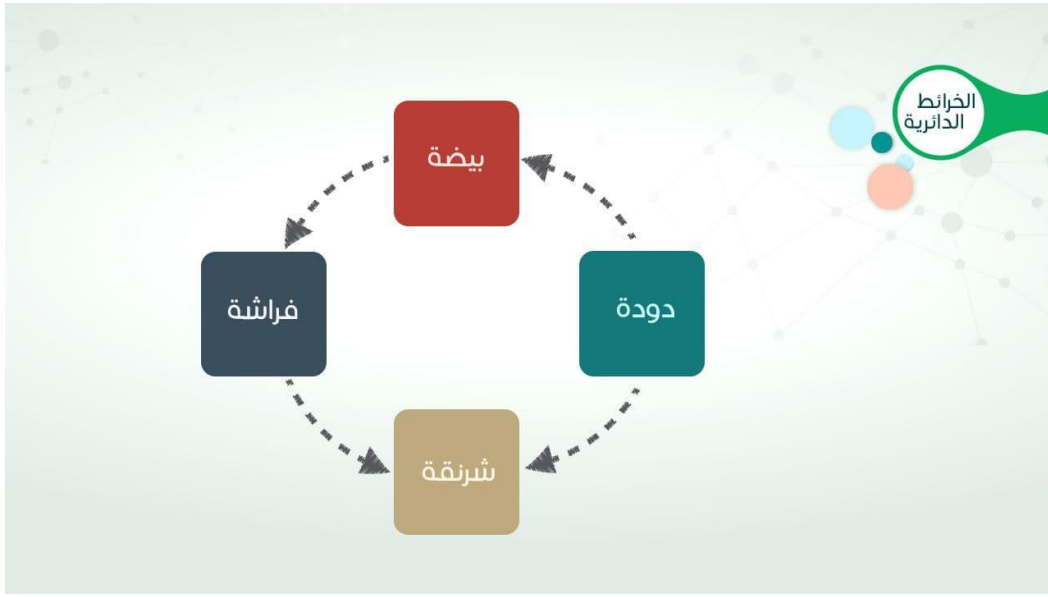 الخرائط
الدائرية
بيضة
دودة
فراشة
شرنقة